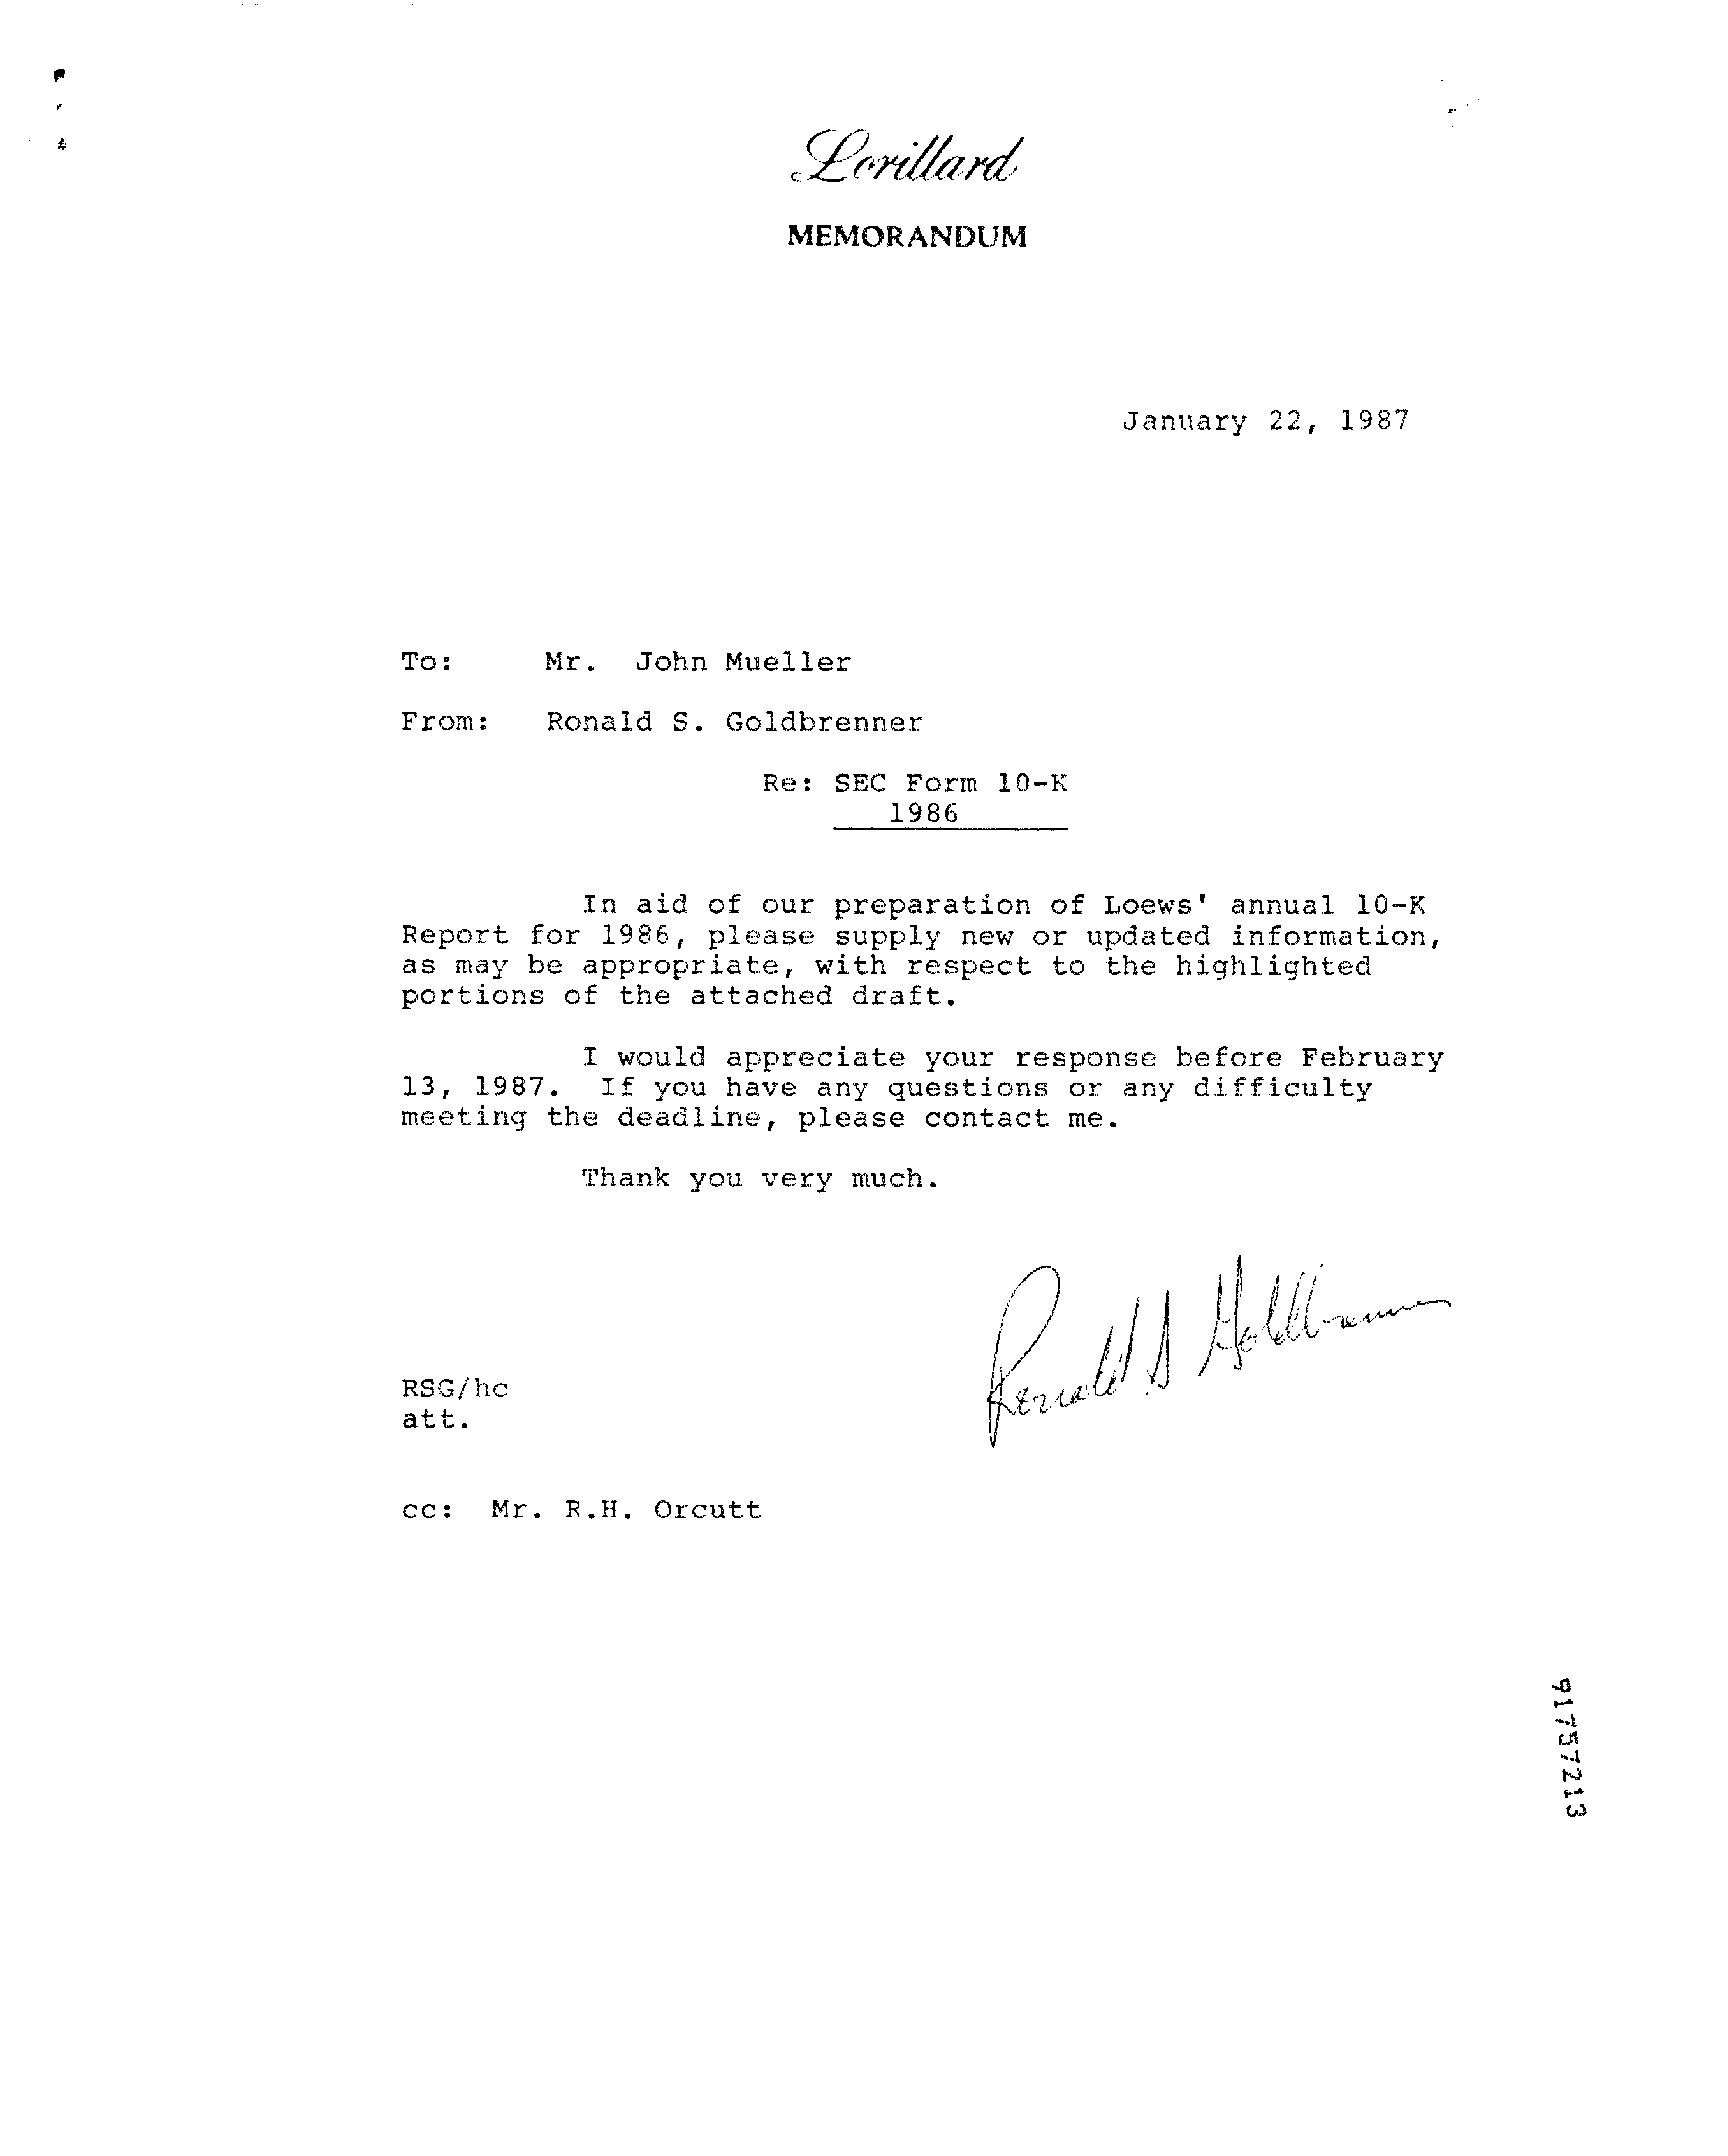 Lorillard
MEMORANDUM
January 22, 1987
To: Mr. John Mueller
From: Ronald S. Goldbrenner
Re: SEC Form 10-K
1986
In aid of our preparation of Loews' annual 10-K
Report for 1986, please supply new or updated information,
as may be appropriate, with respect to the highlighted
portions of the attached draft.
I would appreciate your response before February
13, 1987. If you have any questions or any difficulty
meeting the deadline, please contact me.
Thank you very much.
Ronald S Goldbrenner
RSG/hc
att.
cc: Mr. R.H. Orcutt
91757213